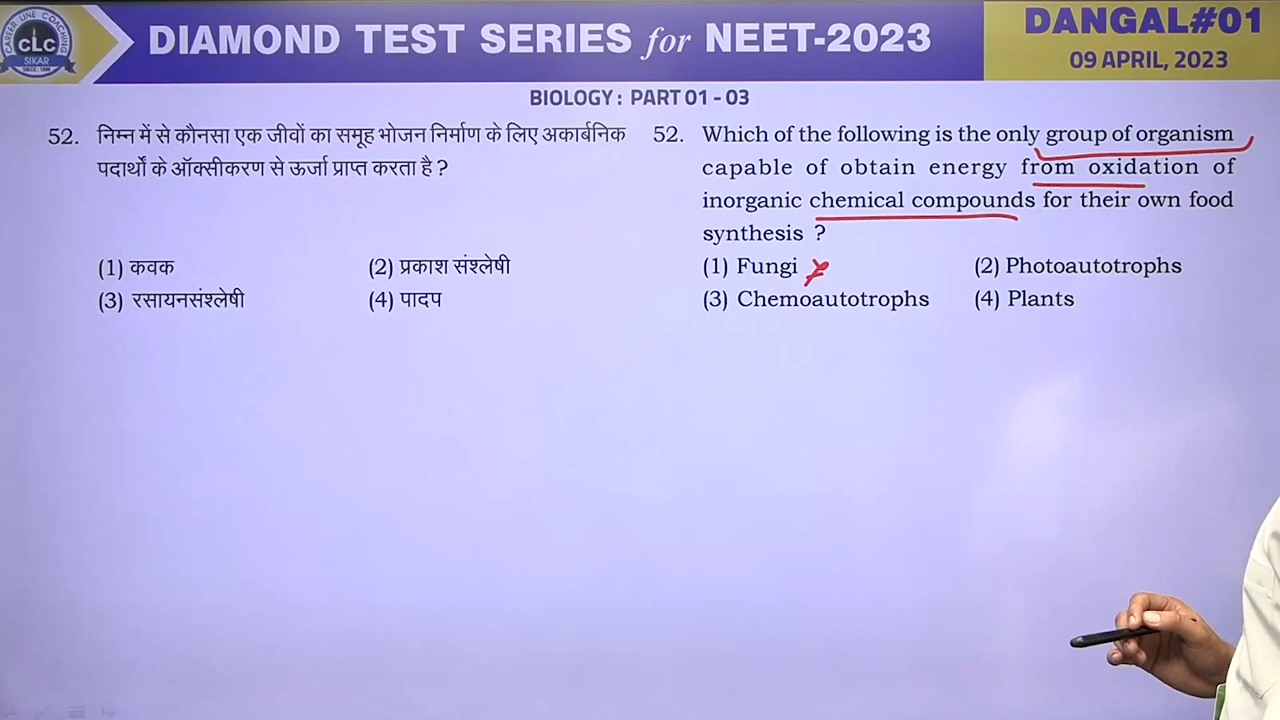 CAREER LINE COACHING
CLC
SIKAR
DIAMOND TEST SERIES for NEET-2023
DANGAL#01
09 APRIL, 2023
BIOLOGY : PART 01 - 03
52. निम्न में से कौनसा एक जीवों का समूह भोजन निर्माण के लिए अकार्बनिक
पदार्थों के ऑक्सीकरण से ऊर्जा प्राप्त करता है ?
(1) कवक (2) प्रकाश संश्लेषी
(3) रसायनसंश्लेषी (4) पादप
52. Which of the following is the only group of organism
capable of obtain energy from oxidation of
inorganic chemical compounds for their own food
synthesis ?
(1) Fungi (2) Photoautotrophs
(3) Chemoautotrophs (4) Plants